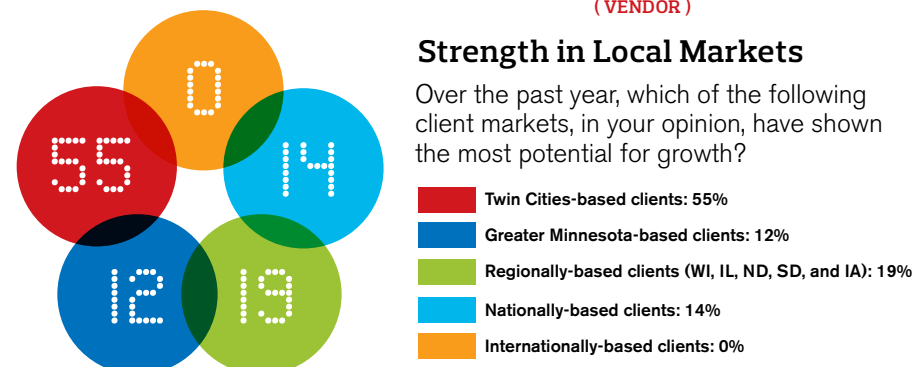 ( VENDOR )
Strength in Local Markets
Over the past year, which of the following
client markets, in your opinion, have shown
the most potential for growth?
Twin Cities-based clients: 55%
Greater Minnesota-based clients: 12%
Regionally-based clients (WI, IL, ND, SD, and IA): 19%
Nationally-based clients: 14%
Internationally-based clients: 0%
0
55
14
12
19